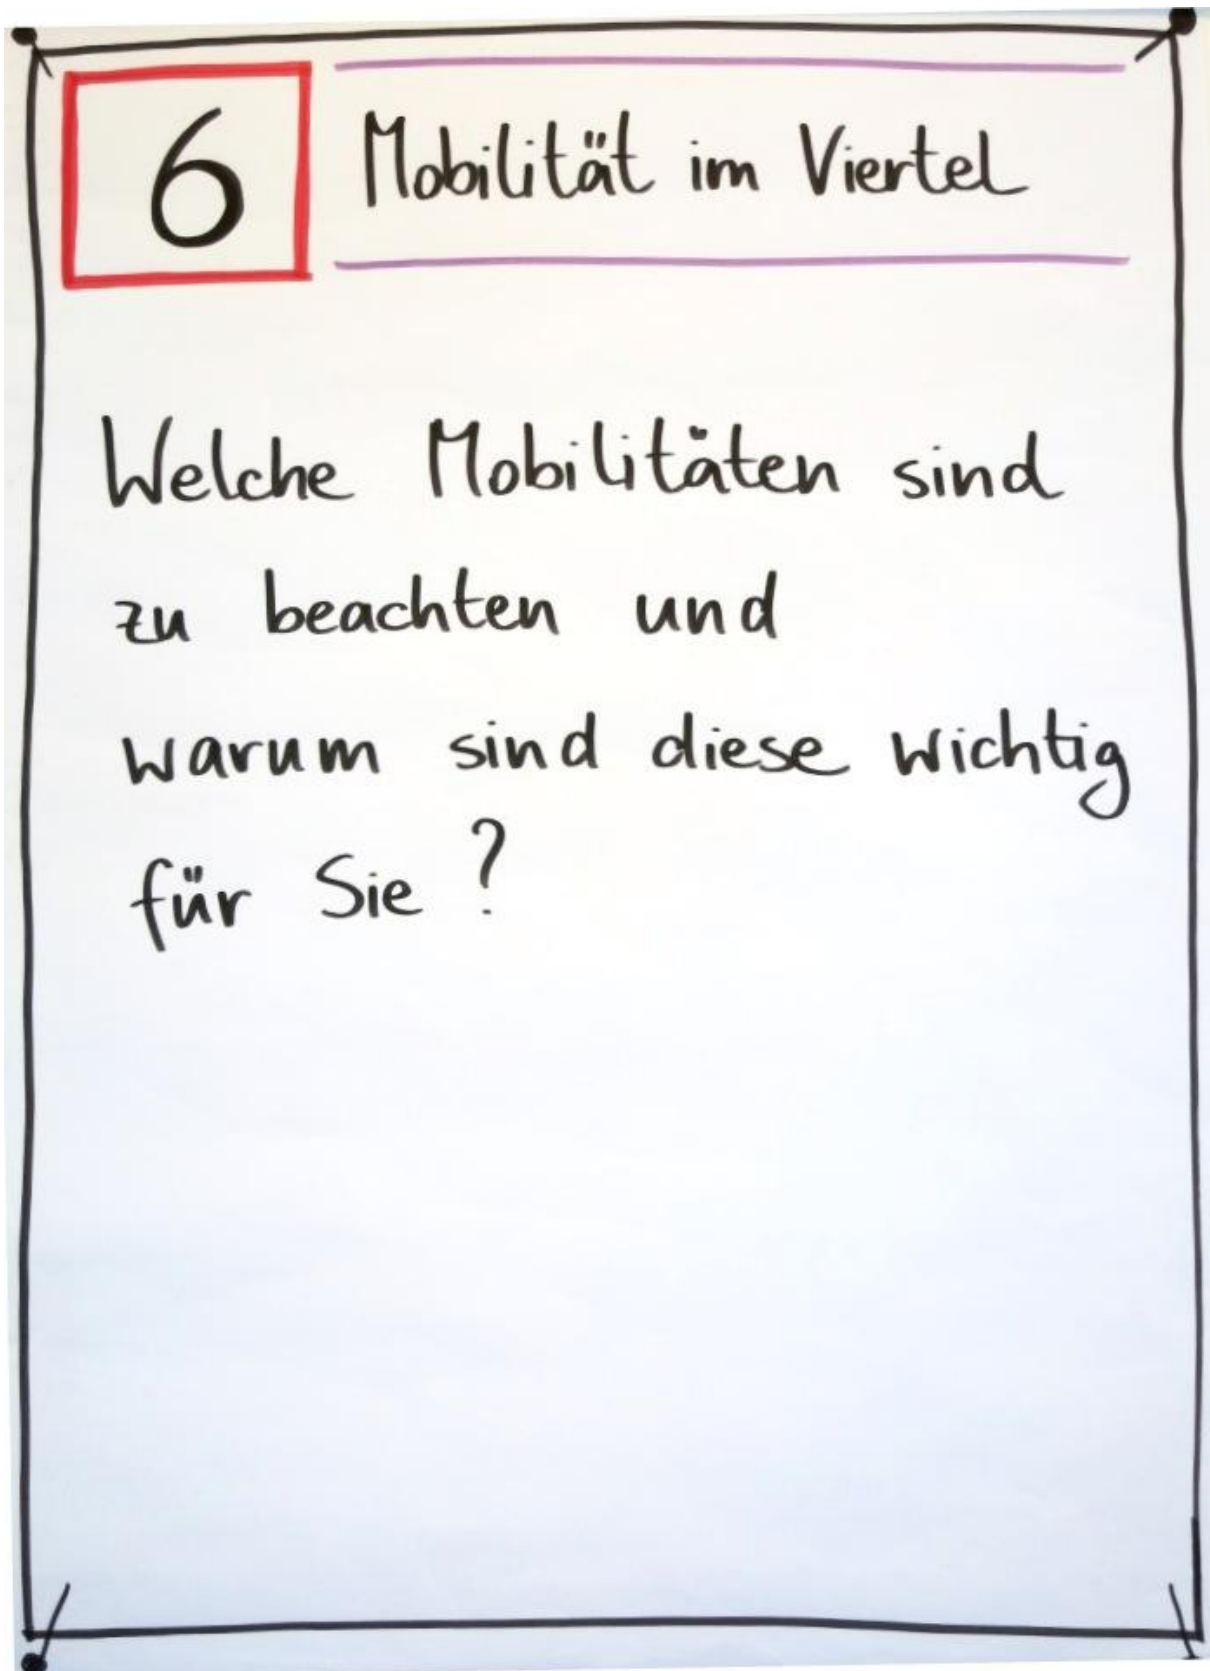 6 Mobilität im Viertel
Welche Mobilitäten sind
zu beachten und
warum sind diese wichtig
für Sie ?